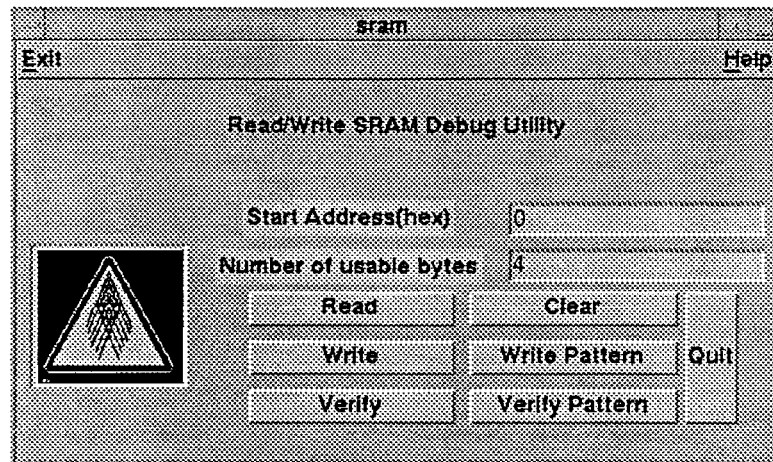 sram
Exit Help
Read/Write SRAM Debug Utility
Start Address(hex) 0
Number of usable bytes 4
Read Clear
Write Write Pattern Quit
Verify Verify Pattern